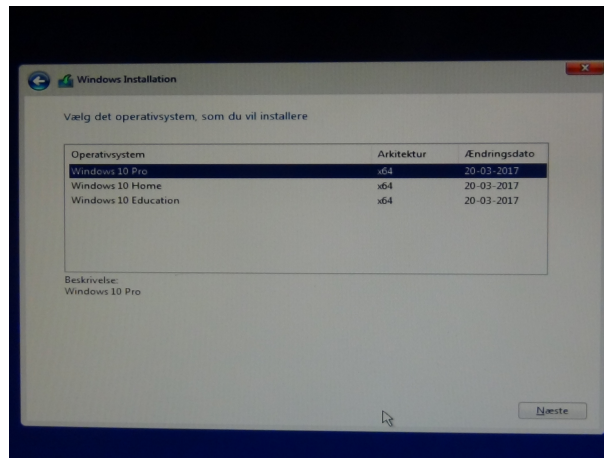 Windows Installation
Vælg det operativsystem, som du vil installere
Operativsystem Arkitektur Ændringsdato
Windows 10 Pro x64 20-03-2017
Windows 10 Home x64 20-03-2017
Windows 10 Education x64 20-03-2017
Beskrivelse:
Windows 10 Pro
Næste